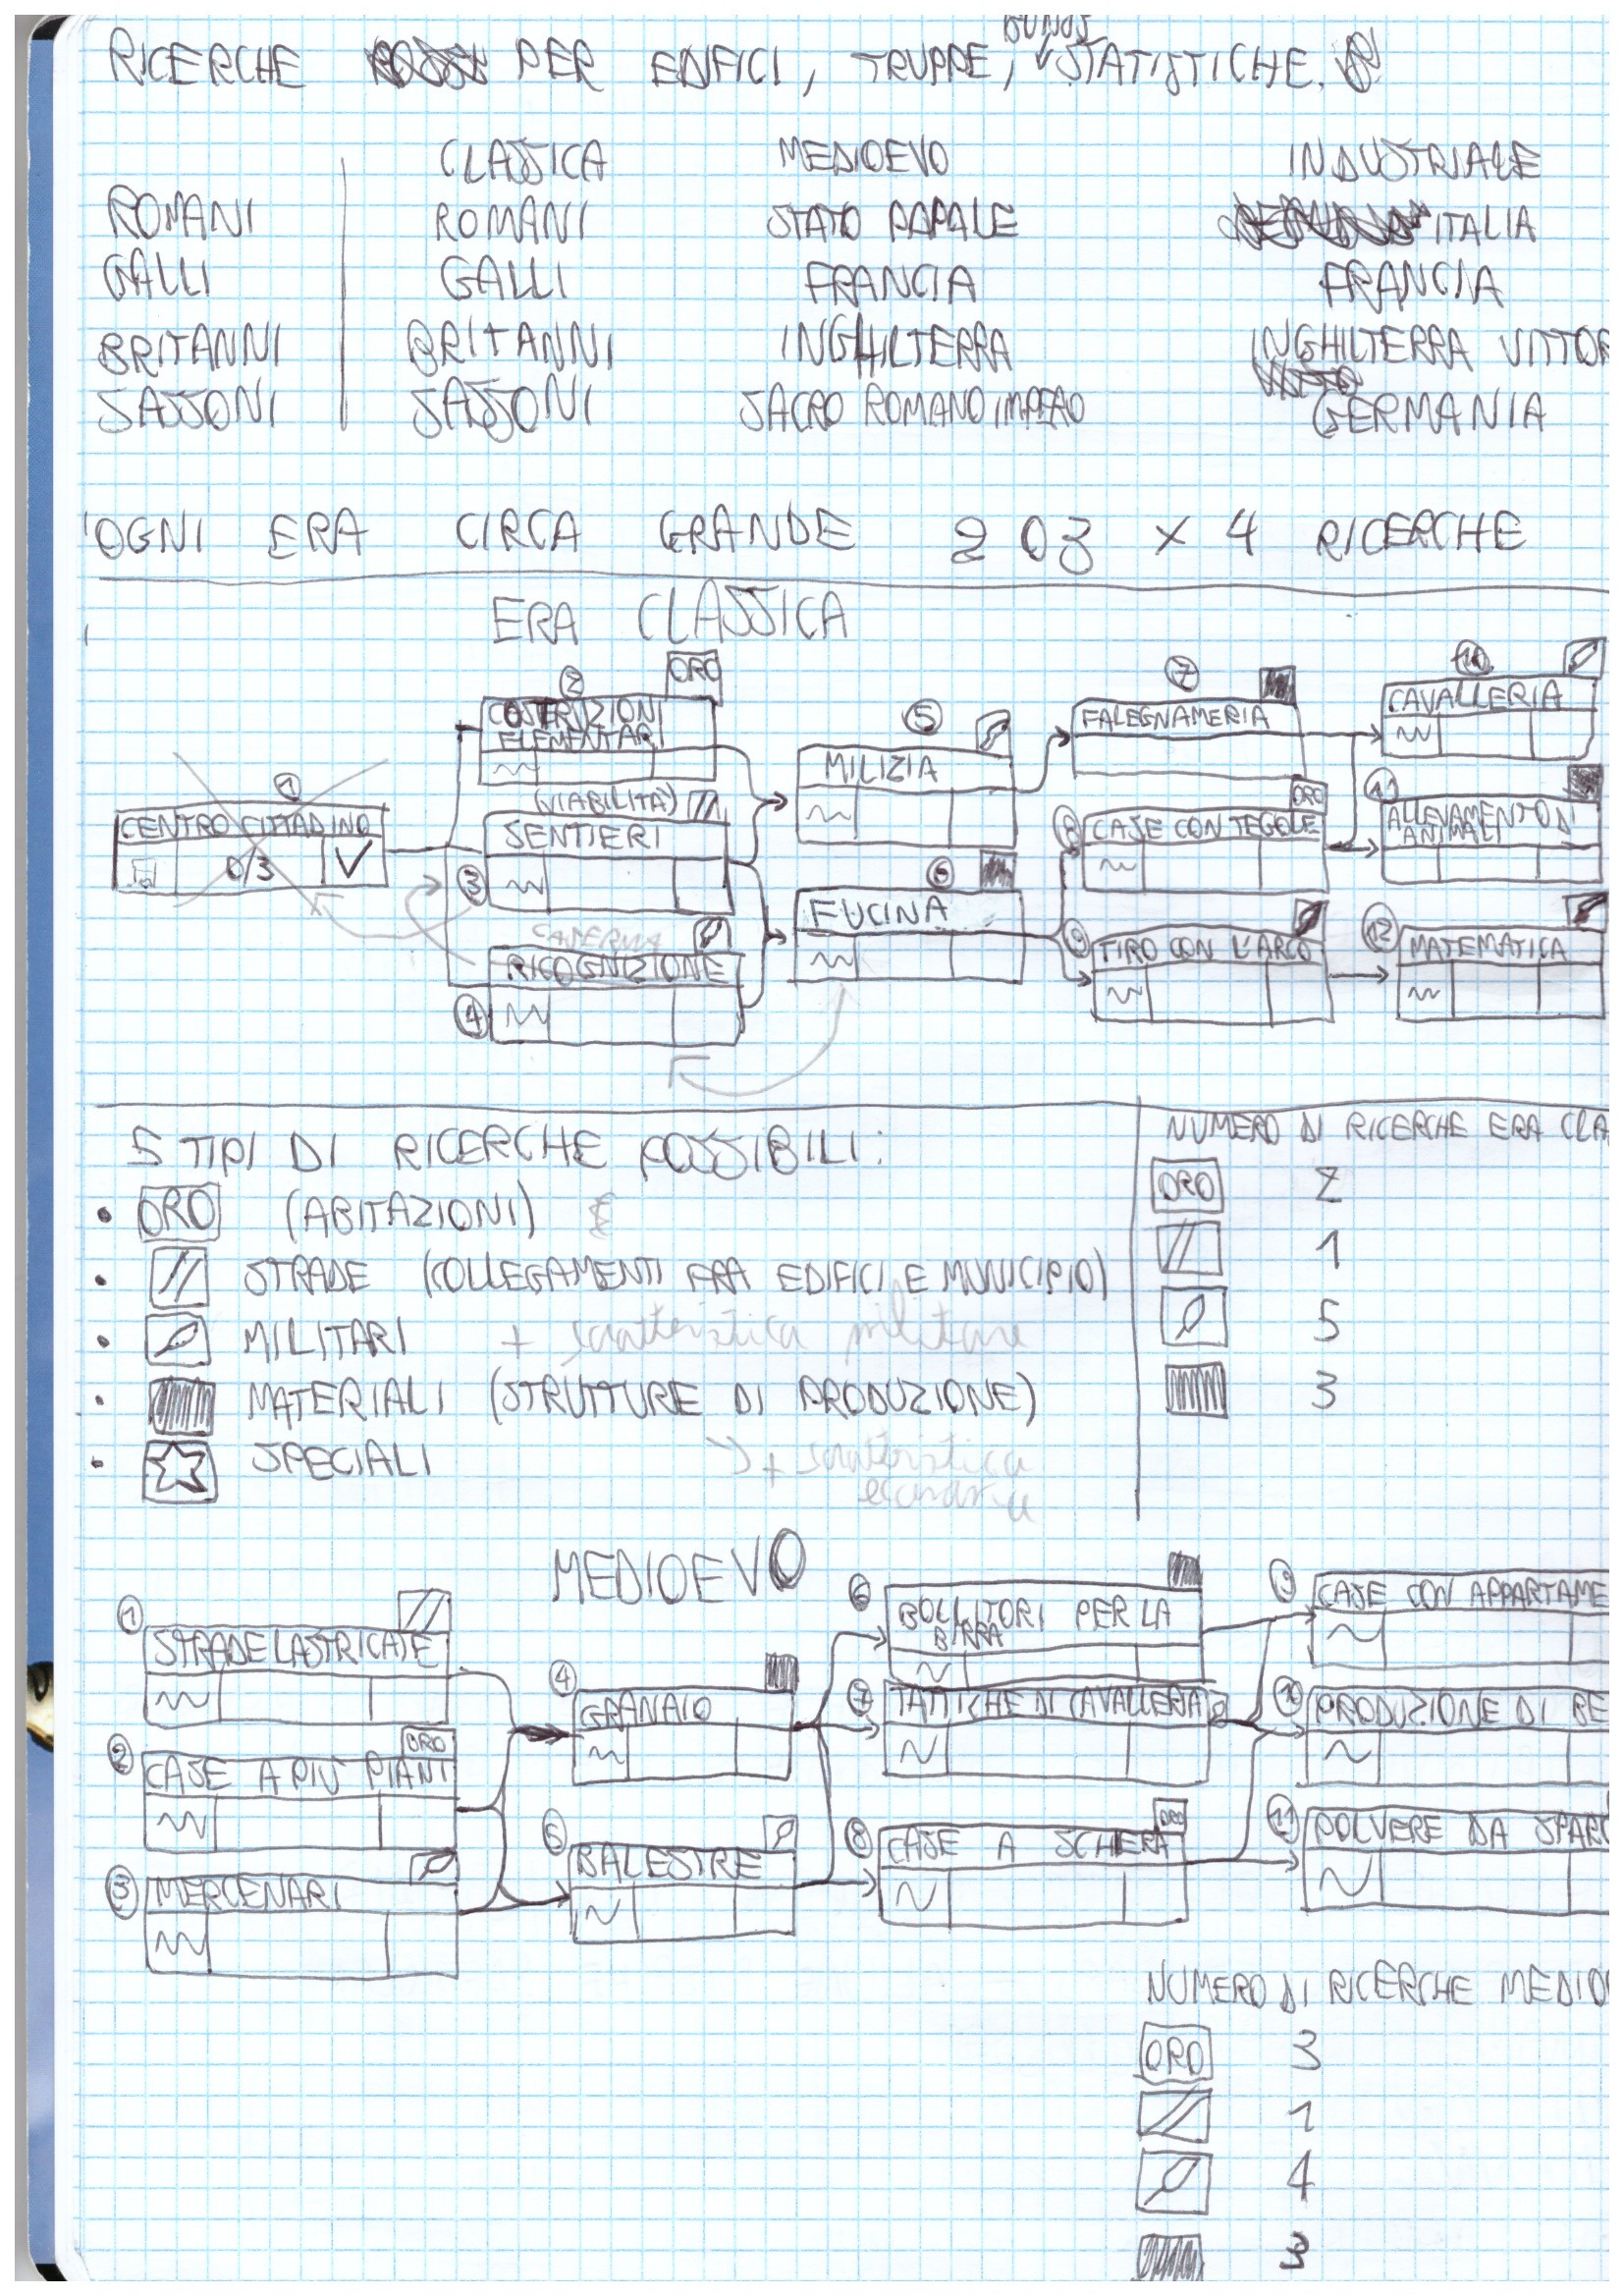 BONUS
RICERCHE PER EDIFICI, TRUPPE, STATISTICHE.
CLASSICA MEDIOEVO INDUSTRIALE
ROMANI ROMANI STATO PAPALE ITALIA
GALLI GALLI FRANCIA FRANCIA
BRITANNI BRITANNI INGHILTERRA INGHILTERRA VITTOR
SASSONI SASSONI SACRO ROMANO IMPERO GERMANIA
OGNI ERA CIRCA GRANDE 2 O 3 x 4 RICERCHE
ERA CLASSICA
1
CENTRO CITTADINO
0/3
2 ORO
COSTRUZIONI
ELEMENTARI
(VIABILITÀ) //
SENTIERI
3
CASERMA
RICOGNIZIONE
4
5
MILIZIA
6
FUCINA
7
FALEGNAMERIA
8 ORO
CASE CON TEGOLE
9
TIRO CON L'ARCO
10
CAVALLERIA
11
ALLEVAMENTO DI
ANIMALI
12
MATEMATICA
5 TIPI DI RICERCHE POSSIBILI:
• ORO (ABITAZIONI)
• // STRADE (COLLEGAMENTI FRA EDIFICI E MUNICIPIO)
• MILITARI + caratteristica militare
• MATERIALI (STRUTTURE DI PRODUZIONE)
• SPECIALI
+ caratteristica
NUMERO DI RICERCHE ERA CLA
ORO 2
// 1
5
3
MEDIOEVO
1 //
STRADE LASTRICATE
2 ORO
CASE A PIÙ PIANI
3
MERCENARI
4
GRANAIO
5
BALESTRE
6
BOLLITORI PER LA
BIRRA
7
TATTICHE DI CAVALLERIA
8 ORO
CASE A SCHIERA
9
CASE CON APPARTAME
10
PRODUZIONE DI BE
11
POLVERE DA SPARO
NUMERO DI RICERCHE MEDIO
ORO 3
// 1
4
3